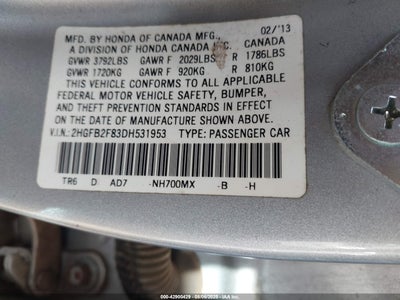 MFD. BY HONDA OF CANADA MFG., CANADA 02/'13
A DIVISION OF HONDA CANADA INC.
GVWR 3792LBS GAWR F 2029LBS R 1786LBS
GVWR 1720KG GAWR F 920KG R 810KG
THIS VEHICLE CONFORMS TO ALL APPLICABLE
FEDERAL MOTOR VEHICLE SAFETY, BUMPER,
AND THEFT PREVENTION STANDARDS IN EFFECT
ON THE DATE OF MANUFACTURE SHOWN ABOVE.
V.I.N.: 2HGFB2F83DH531953 TYPE: PASSENGER CAR
TR6 D AD7 -NH700MX -B -H
000-42900429 - 08/06/2025 - IAA Inc.